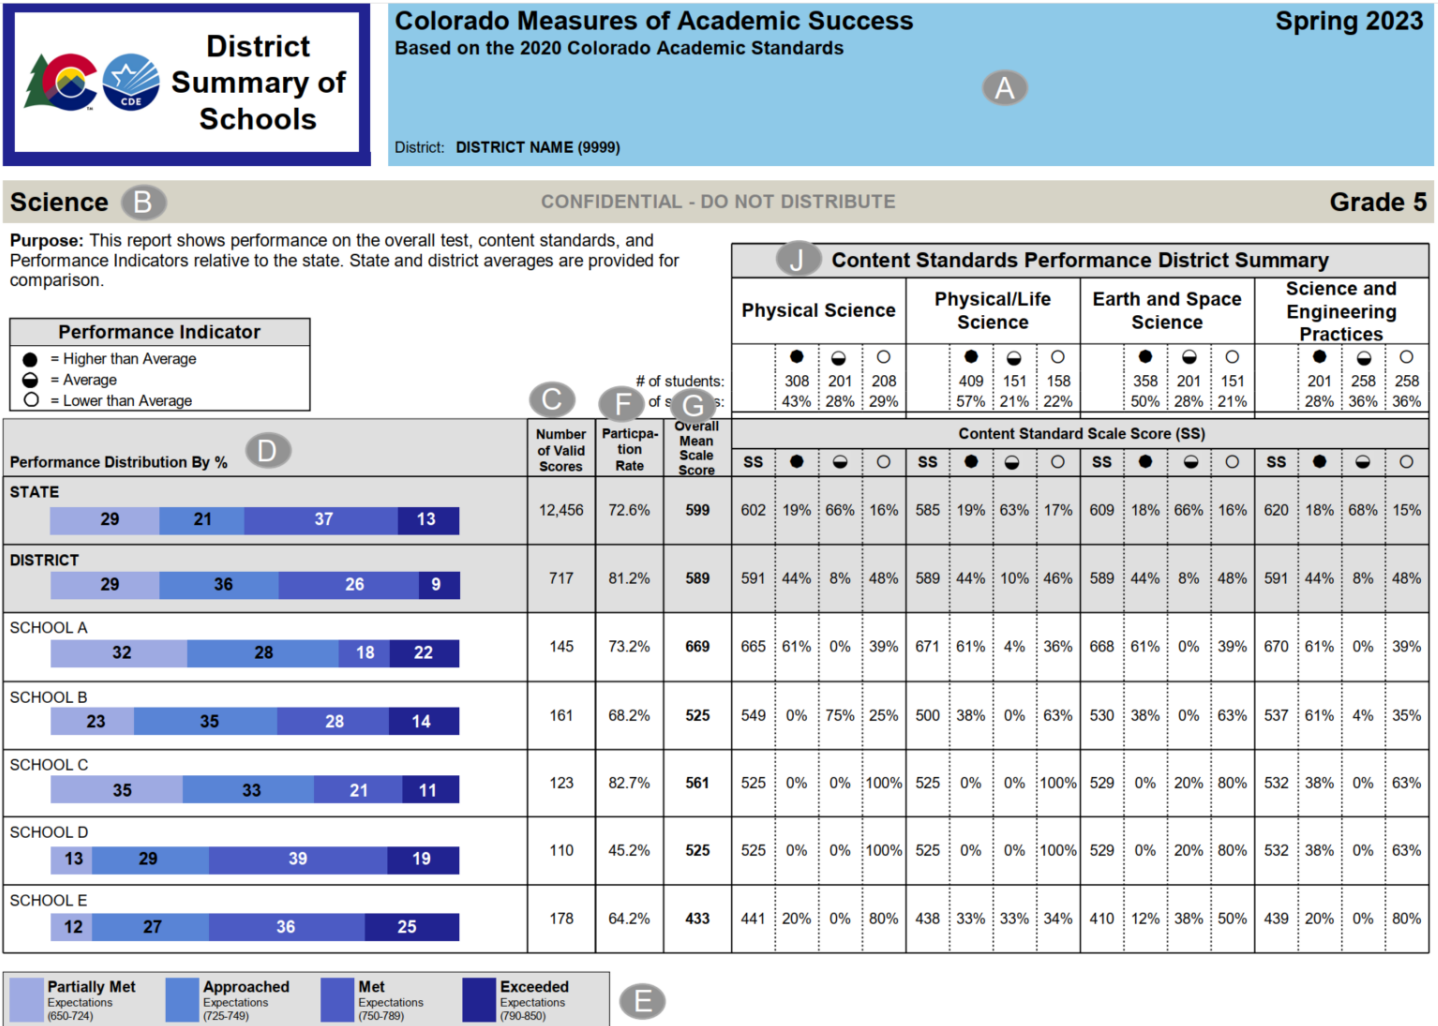 District
Summary of
Schools
CDE
Colorado Measures of Academic Success
Spring 2023
Based on the 2020 Colorado Academic Standards
A
District: DISTRICT NAME (9999)
Science B CONFIDENTIAL - DO NOT DISTRIBUTE Grade 5
Purpose: This report shows performance on the overall test, content standards, and
Performance Indicators relative to the state. State and district averages are provided for
comparison.
Performance Indicator
= Higher than Average
= Average
= Lower than Average
J Content Standards Performance District Summary
Physical Science
Physical/Life
Science
Earth and Space
Science
Science and
Engineering
Practices
# of students: 308 201 208 409 151 158 358 201 151 201 258 258
of s s: 43% 28% 29% 57% 21% 22% 50% 28% 21% 28% 36% 36%
C F G
D
Performance Distribution By %
Number
of Valid
Scores
Particpa-
tion
Rate
Overall
Mean
Scale
Score
Content Standard Scale Score (SS)
SS SS SS SS
STATE
29 21 37 13 12,456 72.6% 599 602 19% 66% 16% 585 19% 63% 17% 609 18% 66% 16% 620 18% 68% 15%
DISTRICT
29 36 26 9 717 81.2% 589 591 44% 8% 48% 589 44% 10% 46% 589 44% 8% 48% 591 44% 8% 48%
SCHOOL A
32 28 18 22 145 73.2% 669 665 61% 0% 39% 671 61% 4% 36% 668 61% 0% 39% 670 61% 0% 39%
SCHOOL B
23 35 28 14 161 68.2% 525 549 0% 75% 25% 500 38% 0% 63% 530 38% 0% 63% 537 61% 4% 35%
SCHOOL C
35 33 21 11 123 82.7% 561 525 0% 0% 100% 525 0% 0% 100% 529 0% 20% 80% 532 38% 0% 63%
SCHOOL D
13 29 39 19 110 45.2% 525 525 0% 0% 100% 525 0% 0% 100% 529 0% 20% 80% 532 38% 0% 63%
SCHOOL E
12 27 36 25 178 64.2% 433 441 20% 0% 80% 438 33% 33% 34% 410 12% 38% 50% 439 20% 0% 80%
Partially Met
Expectations
(650-724)
Approached
Expectations
(725-749)
Met
Expectations
(750-789)
Exceeded
Expectations
(790-850)
E